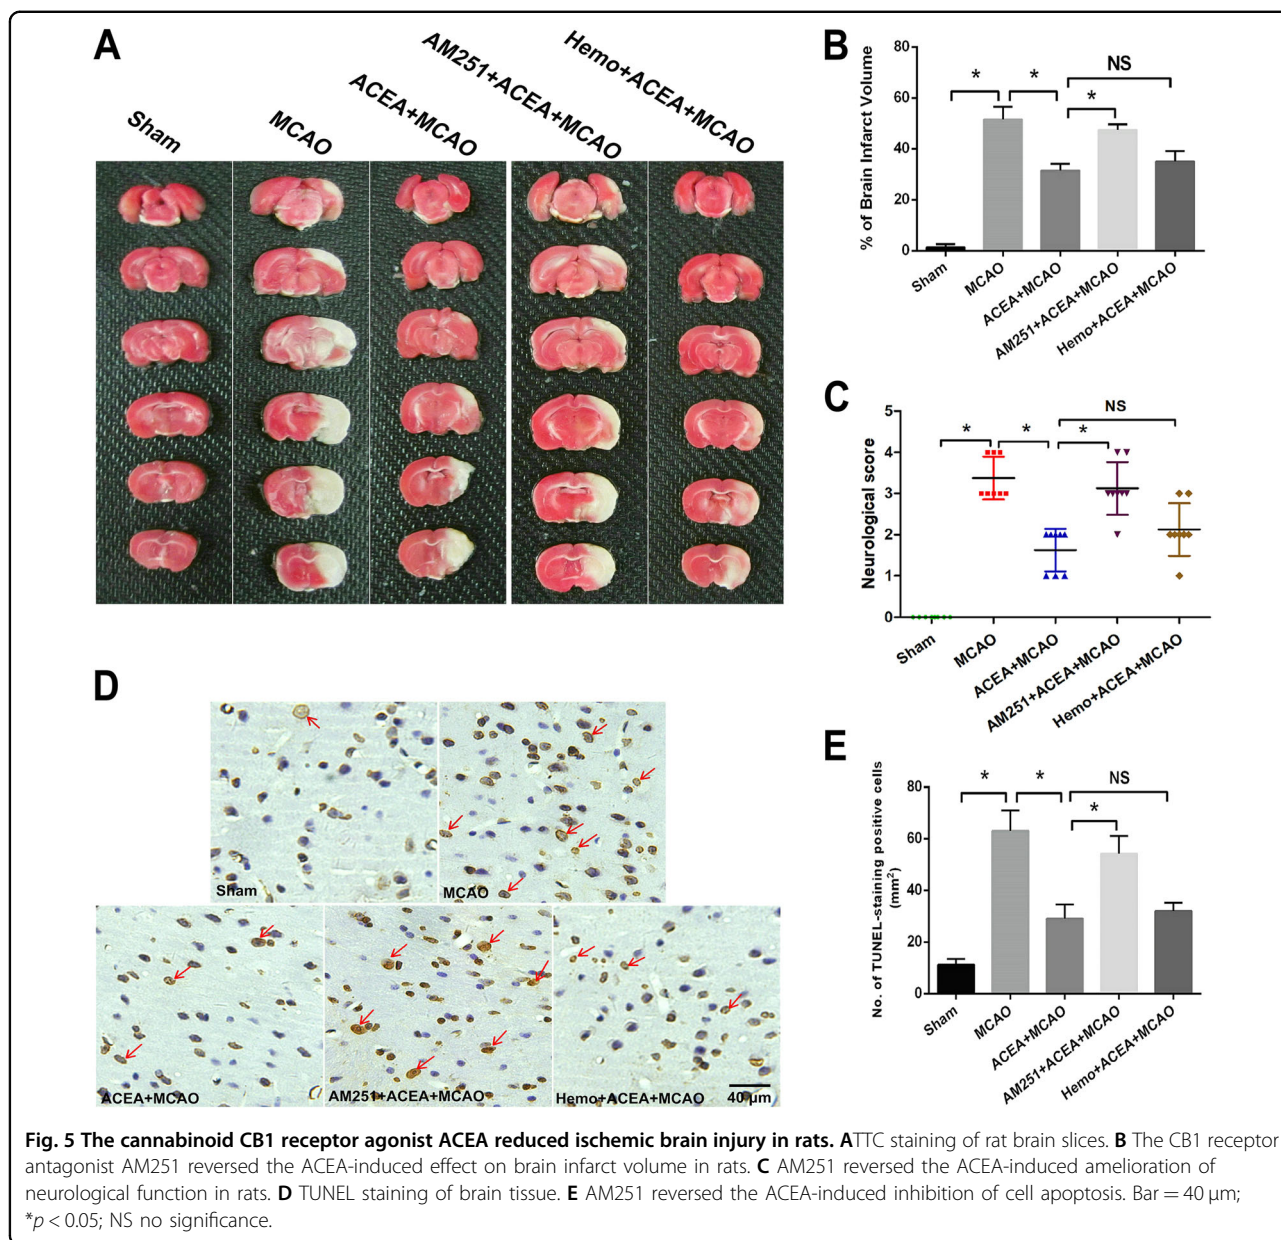 A
Sham
MCAO
ACEA+MCAO
AM251+ACEA+MCAO
Hemo+ACEA+MCAO
B
% of Brain Infarct Volume
80
60
40
20
0
* * * NS
Sham
MCAO
ACEA+MCAO
AM251+ACEA+MCAO
Hemo+ACEA+MCAO
C
Neurological score
5
4
3
2
1
0
* * * NS
Sham
MCAO
ACEA+MCAO
AM251+ACEA+MCAO
Hemo+ACEA+MCAO
D
Sham
MCAO
ACEA+MCAO
AM251+ACEA+MCAO
Hemo+ACEA+MCAO
40 µm
E
No. of TUNEL-staining positive cells
(mm²)
80
60
40
20
0
* * * NS
Sham
MCAO
ACEA+MCAO
AM251+ACEA+MCAO
Hemo+ACEA+MCAO
Fig. 5 The cannabinoid CB1 receptor agonist ACEA reduced ischemic brain injury in rats. ATTC staining of rat brain slices. B The CB1 receptor
antagonist AM251 reversed the ACEA-induced effect on brain infarct volume in rats. C AM251 reversed the ACEA-induced amelioration of
neurological function in rats. D TUNEL staining of brain tissue. E AM251 reversed the ACEA-induced inhibition of cell apoptosis. Bar = 40 µm;
*p < 0.05; NS no significance.